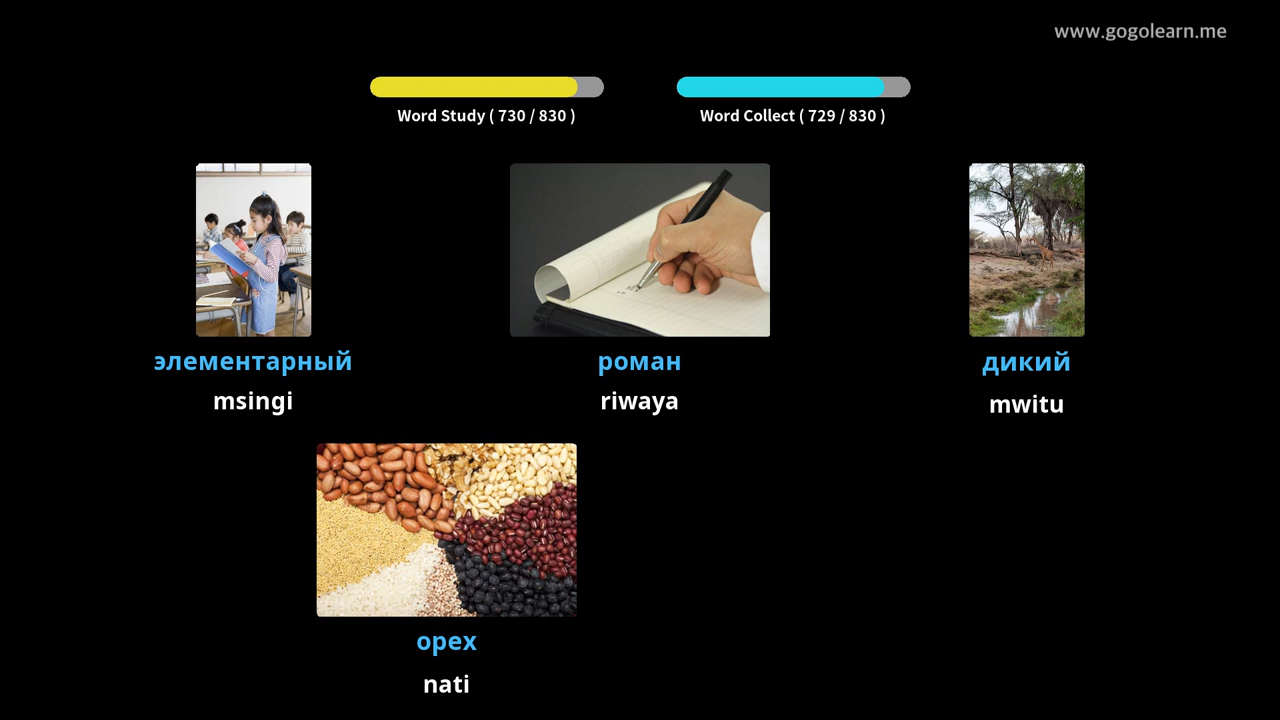 www.gogolearn.me
Word Study ( 730 / 830 )
Word Collect ( 729 / 830 )
элементарный
msingi
роман
riwaya
дикий
mwitu
орех
nati